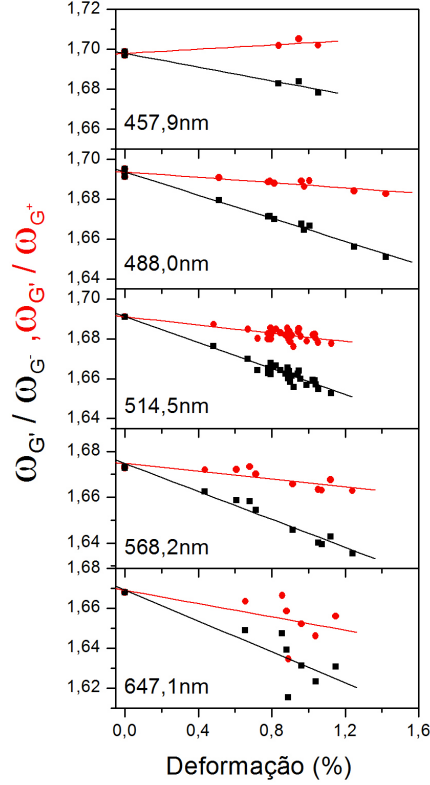 1,72
1,70
1,68
1,66
457,9nm
1,70
1,68
1,66
1,64
488,0nm
1,70
1,68
1,66
1,64
514,5nm
1,68
1,66
1,64
568,2nm
1,68
1,66
1,64
1,62
647,1nm
0,0 0,4 0,8 1,2 1,6
Deformação (%)
ωG' / ωG- , ωG' / ωG+